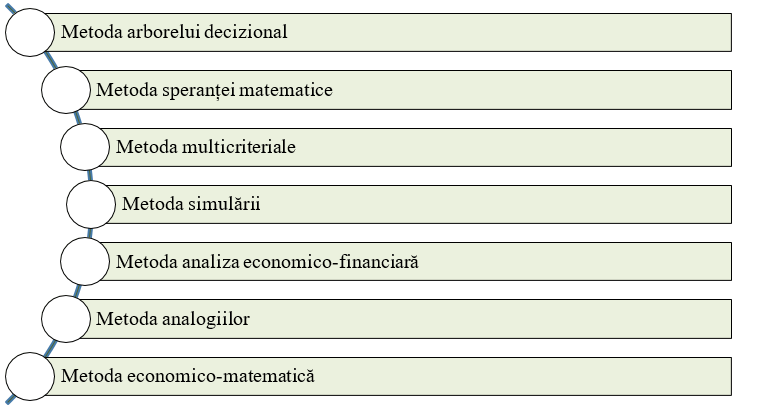 Metoda arborelui decizional
Metoda speranței matematice
Metoda multicriteriale
Metoda simulării
Metoda analiza economico-financiară
Metoda analogiilor
Metoda economico-matematică